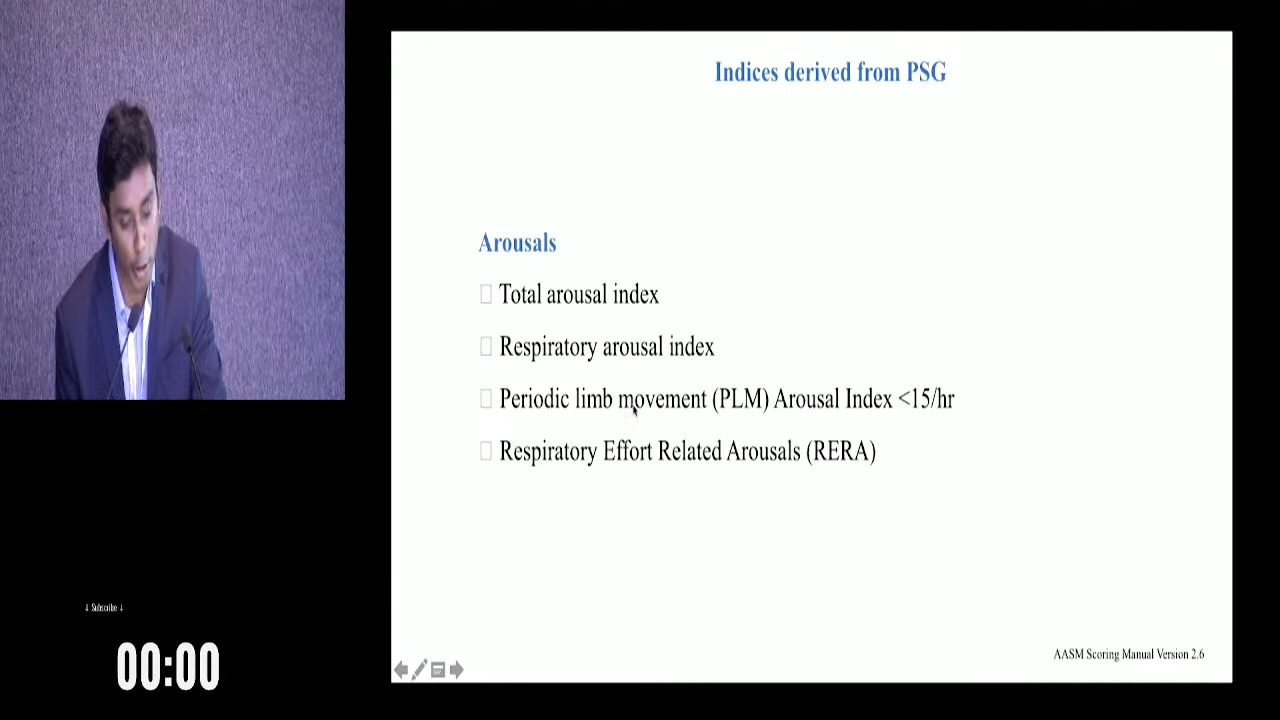 Indices derived from PSG
Arousals
Total arousal index
Respiratory arousal index
Periodic limb movement (PLM) Arousal Index <15/hr
Respiratory Effort Related Arousals (RERA)
AASM Scoring Manual Version 2.6
↓ Subscribe ↓
00:00